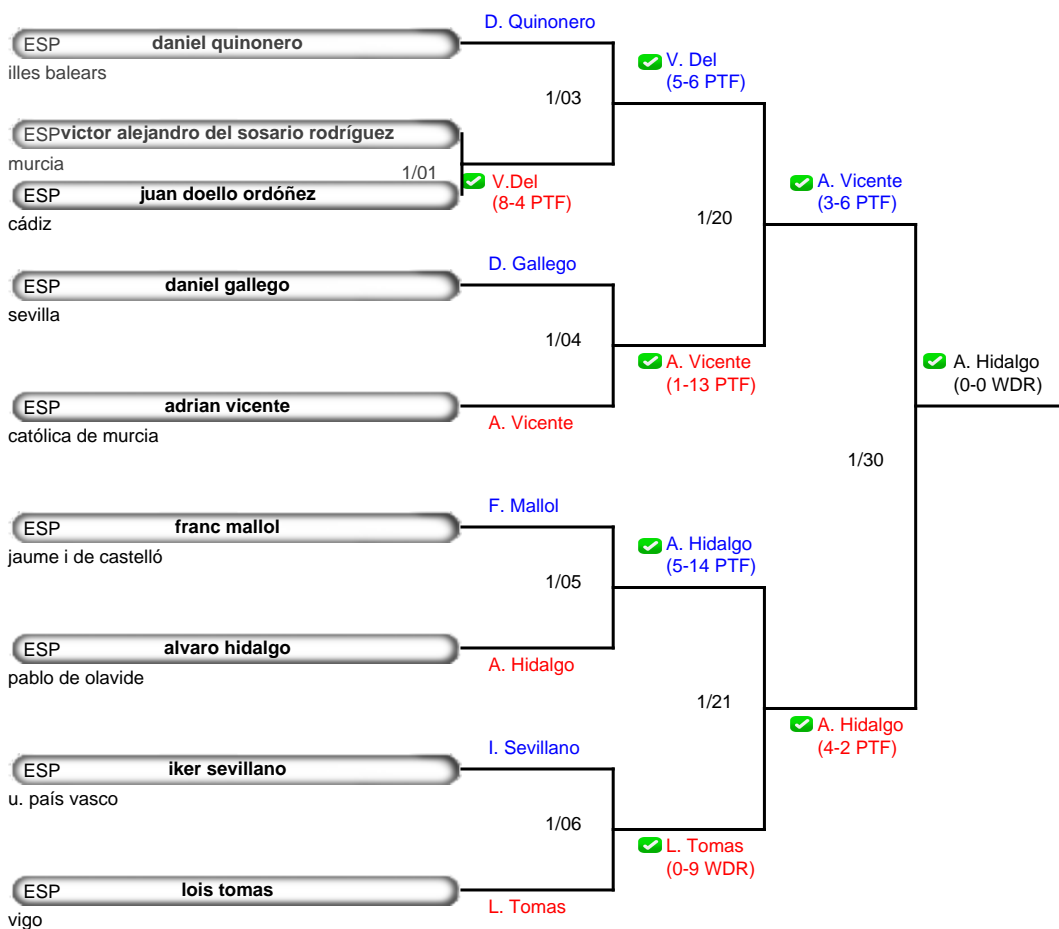 D. Quinonero
ESP daniel quinonero
illes balears
V. Del
(5-6 PTF)
1/03
ESP victor alejandro del sosario rodríguez
murcia
1/01
V.Del
(8-4 PTF)
ESP juan doello ordóñez
cádiz
A. Vicente
(3-6 PTF)
1/20
D. Gallego
ESP daniel gallego
sevilla
1/04
A. Vicente
(1-13 PTF)
A. Hidalgo
(0-0 WDR)
ESP adrian vicente
A. Vicente
católica de murcia
1/30
F. Mallol
ESP franc mallol
jaume i de castelló
A. Hidalgo
(5-14 PTF)
1/05
ESP alvaro hidalgo
A. Hidalgo
pablo de olavide
1/21
A. Hidalgo
(4-2 PTF)
I. Sevillano
ESP iker sevillano
u. país vasco
1/06
L. Tomas
(0-9 WDR)
ESP lois tomas
L. Tomas
vigo